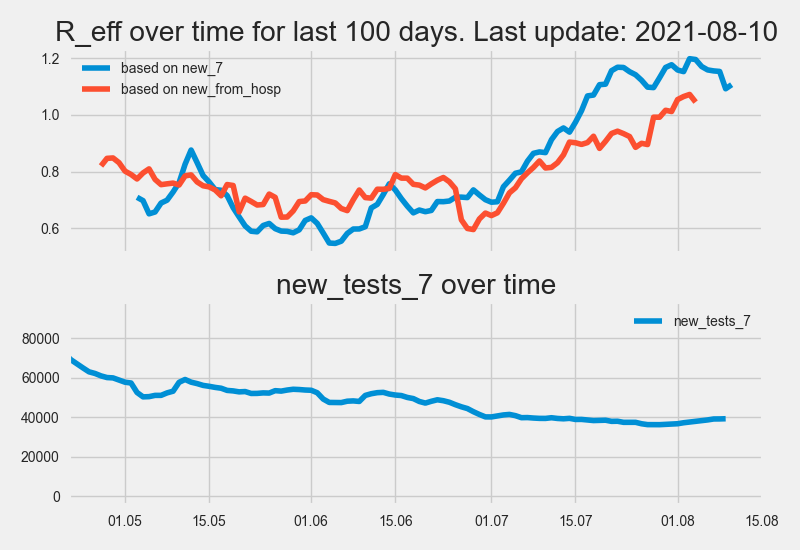 R_eff over time for last 100 days. Last update: 2021-08-10
1.2
based on new_7
based on new_from_hosp
1.0
0.8
0.6
new_tests_7 over time
new_tests_7
80000
60000
40000
20000
0
01.05 15.05 01.06 15.06 01.07 15.07 01.08 15.08